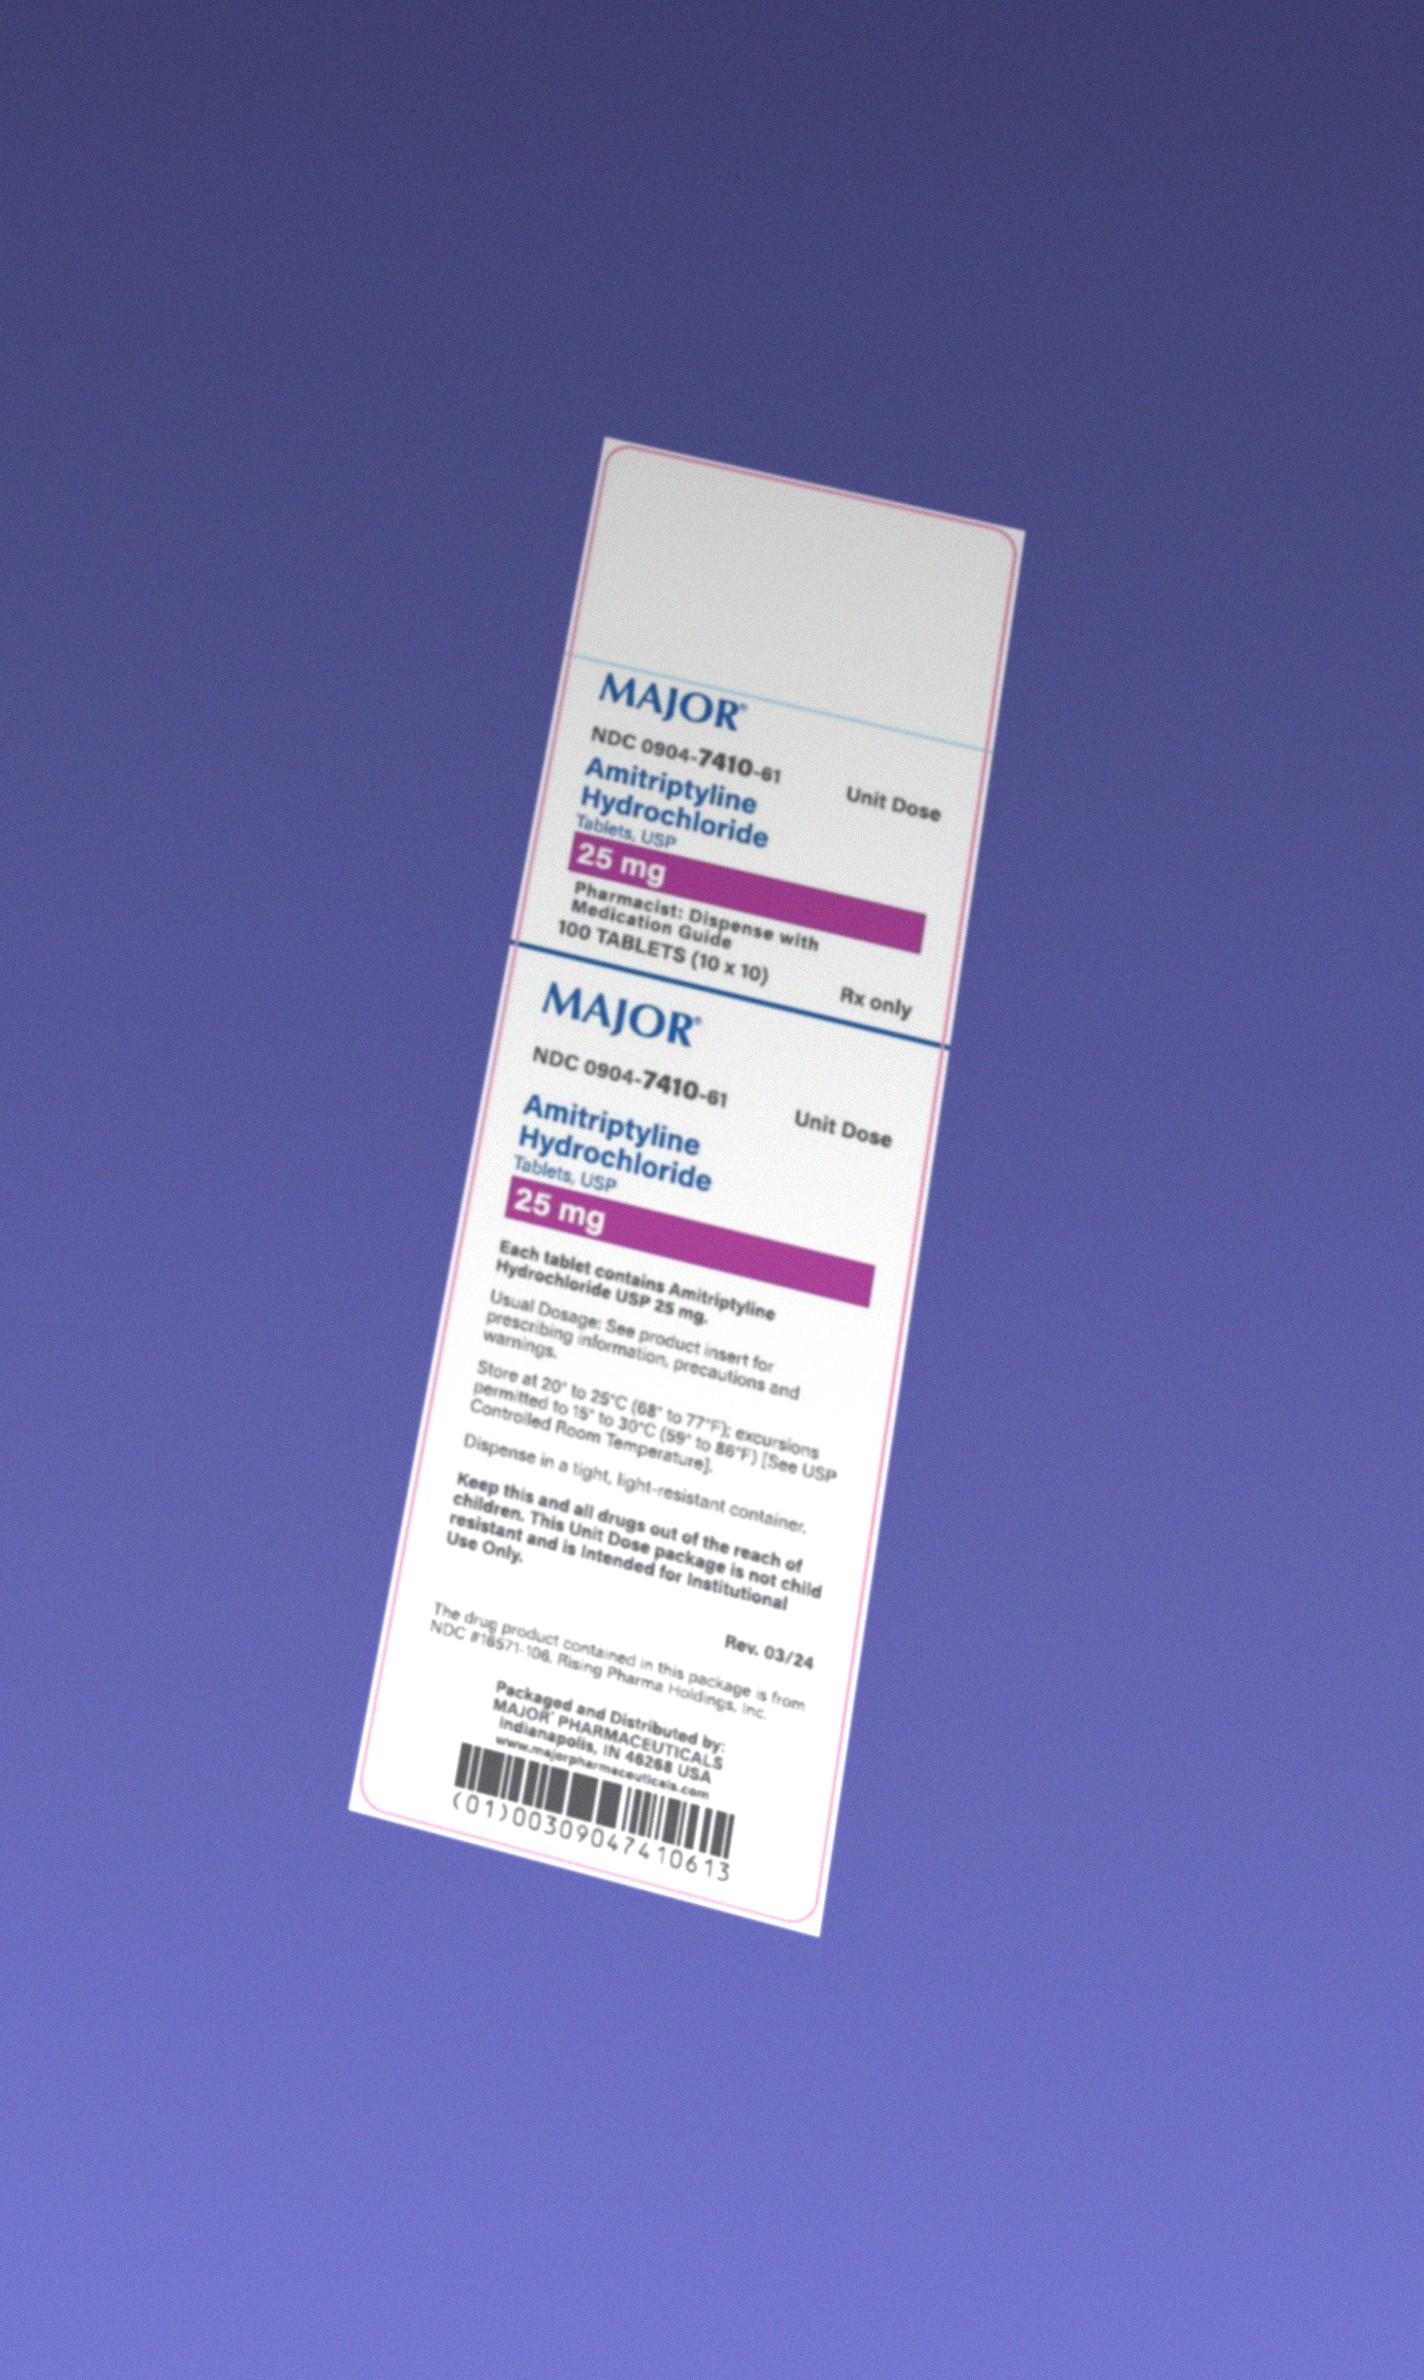 MAJOR®
NDC 0904-7410-61
Unit Dose
Amitriptyline
Hydrochloride
Tablets, USP
25 mg
Pharmacist: Dispense with
Medication Guide
100 TABLETS (10 x 10)
Rx only
MAJOR®
NDC 0904-7410-61
Unit Dose
Amitriptyline
Hydrochloride
Tablets, USP
25 mg
Each tablet contains Amitriptyline
Hydrochloride USP 25 mg.
Usual Dosage: See product insert for
prescribing information, precautions and
warnings.
Store at 20° to 25°C (68° to 77°F); excursions
permitted to 15° to 30°C (59° to 86°F) [See USP
Controlled Room Temperature].
Dispense in a tight, light-resistant container.
Keep this and all drugs out of the reach of
children. This Unit Dose package is not child
resistant and is Intended for Institutional
Use Only.
Rev. 03/24
The drug product contained in this package is from
NDC #16571-106, Rising Pharma Holdings, Inc.
Packaged and Distributed by:
MAJOR® PHARMACEUTICALS
Indianapolis, IN 46268 USA
www.majorpharmaceuticals.com
(01)00309047410613